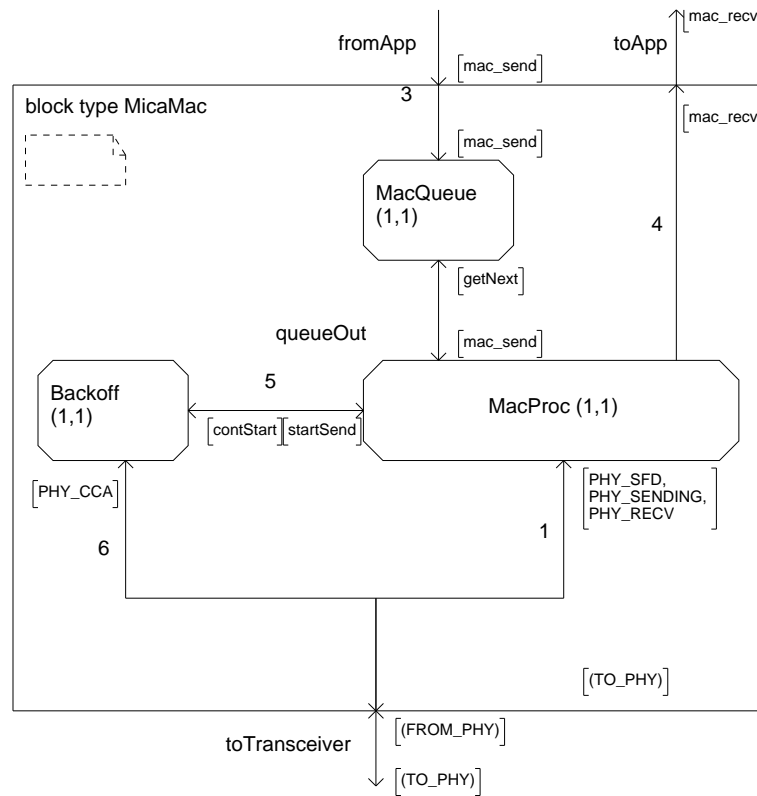 [mac_recv]
fromApp
toApp
[mac_send]
3
block type MicaMac
[mac_recv]
[mac_send]
MacQueue
(1,1)
4
[getNext]
queueOut
[mac_send]
5
Backoff
(1,1)
MacProc (1,1)
[contStart] [startSend]
[PHY_CCA]
[PHY_SFD,
PHY_SENDING,
PHY_RECV]
6
1
[(TO_PHY)]
[(FROM_PHY)]
toTransceiver
[(TO_PHY)]